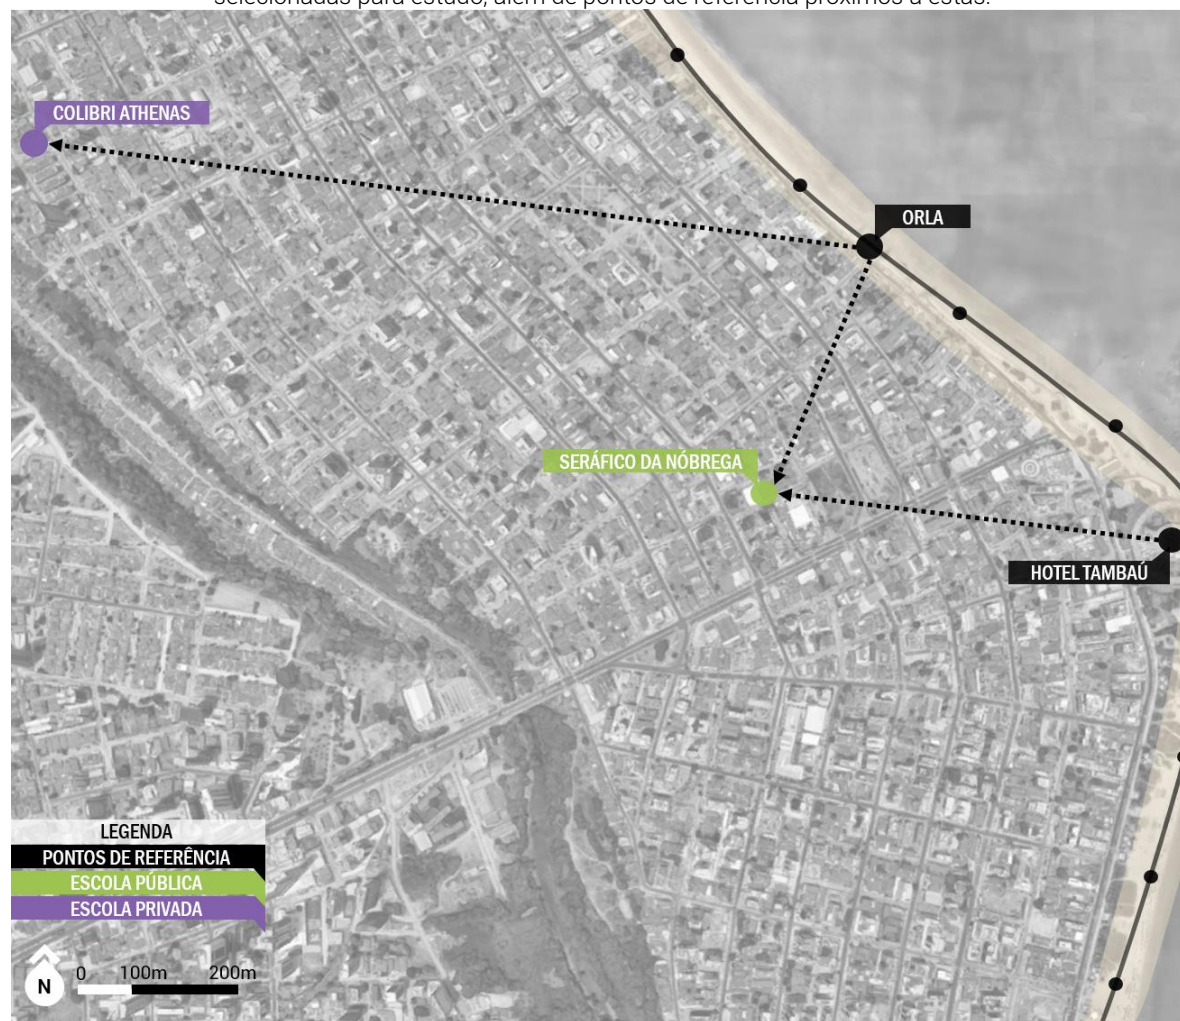 selecionadas para estudo, além de pontos de referência próximos a estas.
COLIBRI ATHENAS
ORLA
SERÁFICO DA NÓBREGA
HOTEL TAMBAÚ
LEGENDA
PONTOS DE REFERÊNCIA
ESCOLA PÚBLICA
ESCOLA PRIVADA
N
0 100m 200m